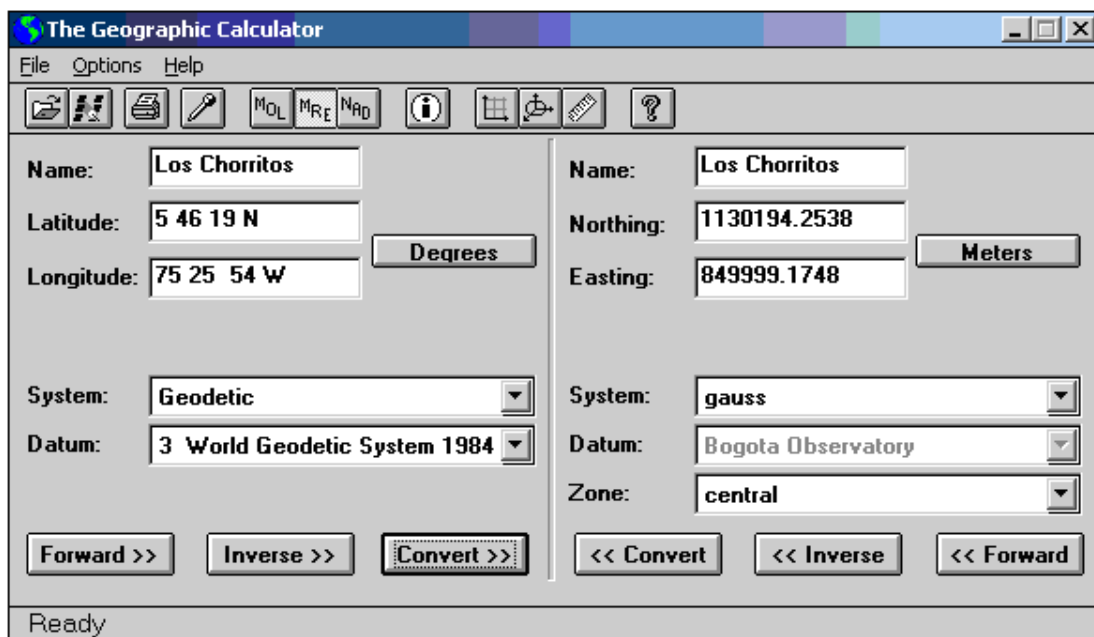 The Geographic Calculator
File Options Help
MOL MRE NAD
Name: Los Chorritos
Latitude: 5 46 19 N
Longitude: 75 25 54 W
Degrees
System: Geodetic
Datum: 3 World Geodetic System 1984
Forward >> Inverse >> Convert >>
Name: Los Chorritos
Northing: 1130194.2538
Easting: 849999.1748
Meters
System: gauss
Datum: Bogota Observatory
Zone: central
<< Convert << Inverse << Forward
Ready